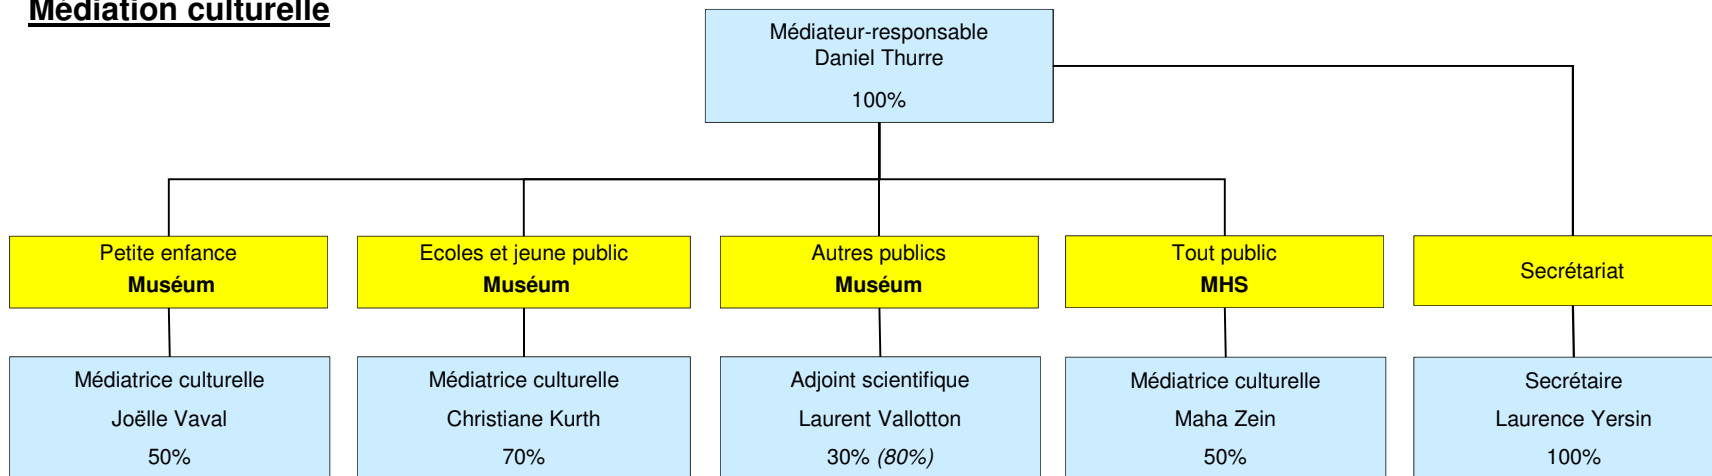 Médiation culturelle
Médiateur-responsable
Daniel Thurre
100%
Petite enfance
Muséum
Ecoles et jeune public
Muséum
Autres publics
Muséum
Tout public
MHS
Secrétariat
Médiatrice culturelle
Joëlle Vaval
50%
Médiatrice culturelle
Christiane Kurth
70%
Adjoint scientifique
Laurent Vallotton
30% (80%)
Médiatrice culturelle
Maha Zein
50%
Secrétaire
Laurence Yersin
100%